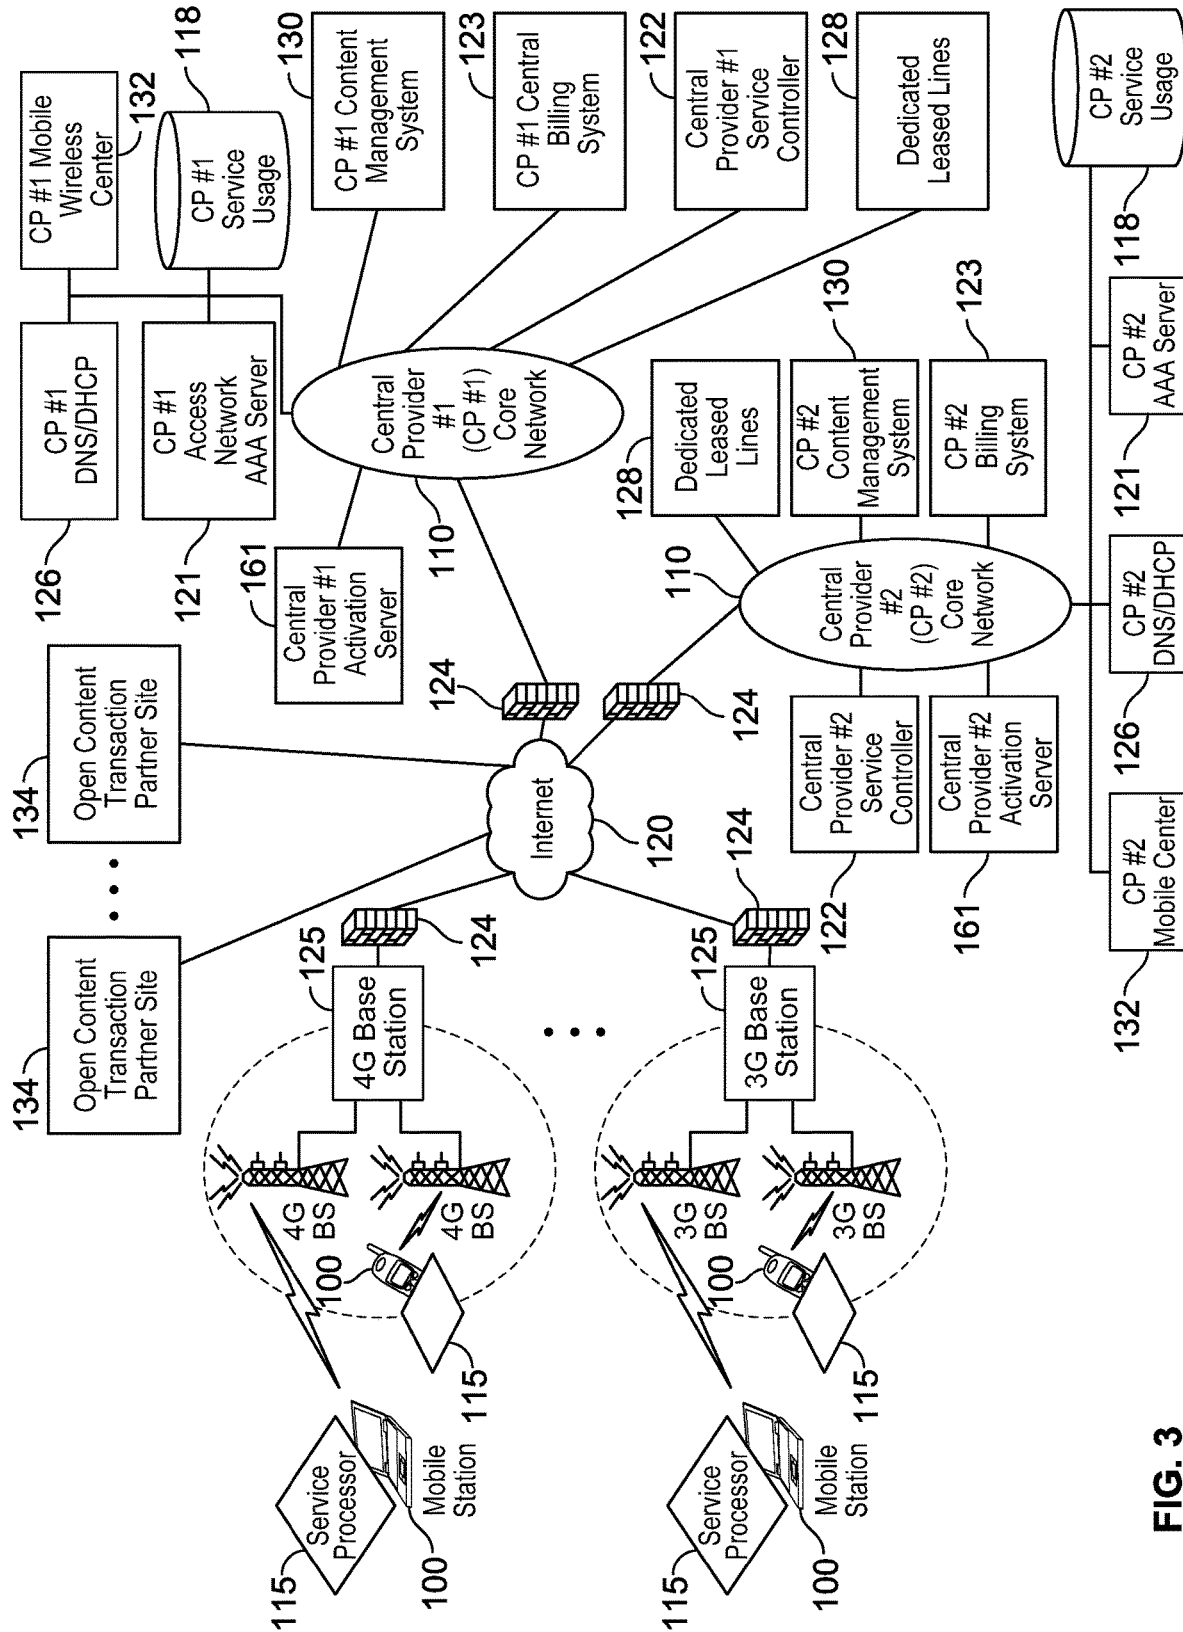 134
Open Content
Transaction
Partner Site
• • •
134
Open Content
Transaction
Partner Site
126
CP #1
DNS/DHCP
CP #1 Mobile
Wireless
Center
132
121
CP #1
Access
Network
AAA Server
CP #1
Service
Usage
118
161
Central
Provider #1
Activation
Server
110
Central
Provider
#1
(CP #1)
Core
Network
CP #1 Content
Management
System
130
CP #1 Central
Billing
System
123
Central
Provider #1
Service
Controller
122
Dedicated
Leased Lines
128
124
124
Internet
120
115
Service
Processor
100
Mobile
Station
100
115
4G
BS
4G
BS
4G Base
Station
125
124
• • •
115
Service
Processor
100
Mobile
Station
100
115
3G
BS
3G
BS
3G Base
Station
125
124
128
Dedicated
Leased
Lines
110
Central
Provider
#2
(CP #2)
Core
Network
CP #2
Content
Management
System
130
CP #2
Billing
System
123
122
Central
Provider #2
Service
Controller
161
Central
Provider #2
Activation
Server
132
CP #2
Mobile Center
126
CP #2
DNS/DHCP
121
CP #2
AAA Server
118
CP #2
Service
Usage
FIG. 3